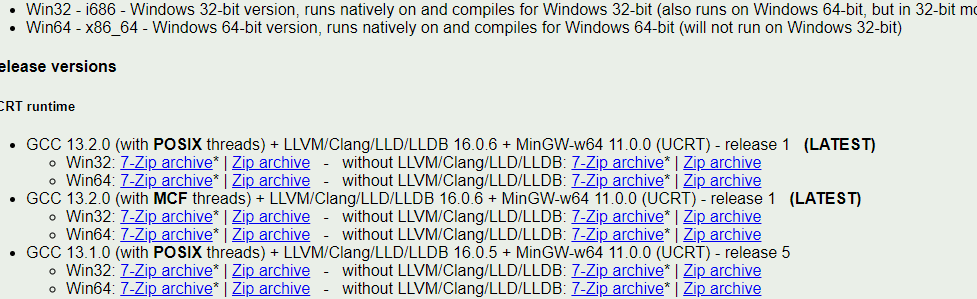 • Win32 - i686 - Windows 32-bit version, runs natively on and compiles for Windows 32-bit (also runs on Windows 64-bit, but in 32-bit mo
• Win64 - x86_64 - Windows 64-bit version, runs natively on and compiles for Windows 64-bit (will not run on Windows 32-bit)
elease versions
CRT runtime
• GCC 13.2.0 (with POSIX threads) + LLVM/Clang/LLD/LLDB 16.0.6 + MinGW-w64 11.0.0 (UCRT) - release 1 (LATEST)
◦ Win32: 7-Zip archive* | Zip archive - without LLVM/Clang/LLD/LLDB: 7-Zip archive* | Zip archive
◦ Win64: 7-Zip archive* | Zip archive - without LLVM/Clang/LLD/LLDB: 7-Zip archive* | Zip archive
• GCC 13.2.0 (with MCF threads) + LLVM/Clang/LLD/LLDB 16.0.6 + MinGW-w64 11.0.0 (UCRT) - release 1 (LATEST)
◦ Win32: 7-Zip archive* | Zip archive - without LLVM/Clang/LLD/LLDB: 7-Zip archive* | Zip archive
◦ Win64: 7-Zip archive* | Zip archive - without LLVM/Clang/LLD/LLDB: 7-Zip archive* | Zip archive
• GCC 13.1.0 (with POSIX threads) + LLVM/Clang/LLD/LLDB 16.0.5 + MinGW-w64 11.0.0 (UCRT) - release 5
◦ Win32: 7-Zip archive* | Zip archive - without LLVM/Clang/LLD/LLDB: 7-Zip archive* | Zip archive
◦ Win64: 7-Zip archive* | Zip archive - without LLVM/Clang/LLD/LLDB: 7-Zip archive* | Zip archive